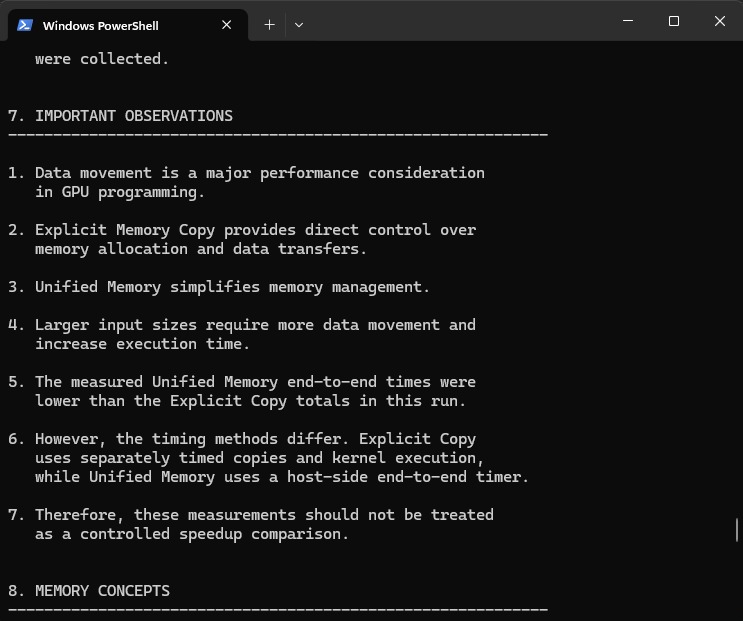 Windows PowerShell
were collected.
7. IMPORTANT OBSERVATIONS
------------------------------------------------------------
1. Data movement is a major performance consideration
in GPU programming.
2. Explicit Memory Copy provides direct control over
memory allocation and data transfers.
3. Unified Memory simplifies memory management.
4. Larger input sizes require more data movement and
increase execution time.
5. The measured Unified Memory end-to-end times were
lower than the Explicit Copy totals in this run.
6. However, the timing methods differ. Explicit Copy
uses separately timed copies and kernel execution,
while Unified Memory uses a host-side end-to-end timer.
7. Therefore, these measurements should not be treated
as a controlled speedup comparison.
8. MEMORY CONCEPTS
------------------------------------------------------------